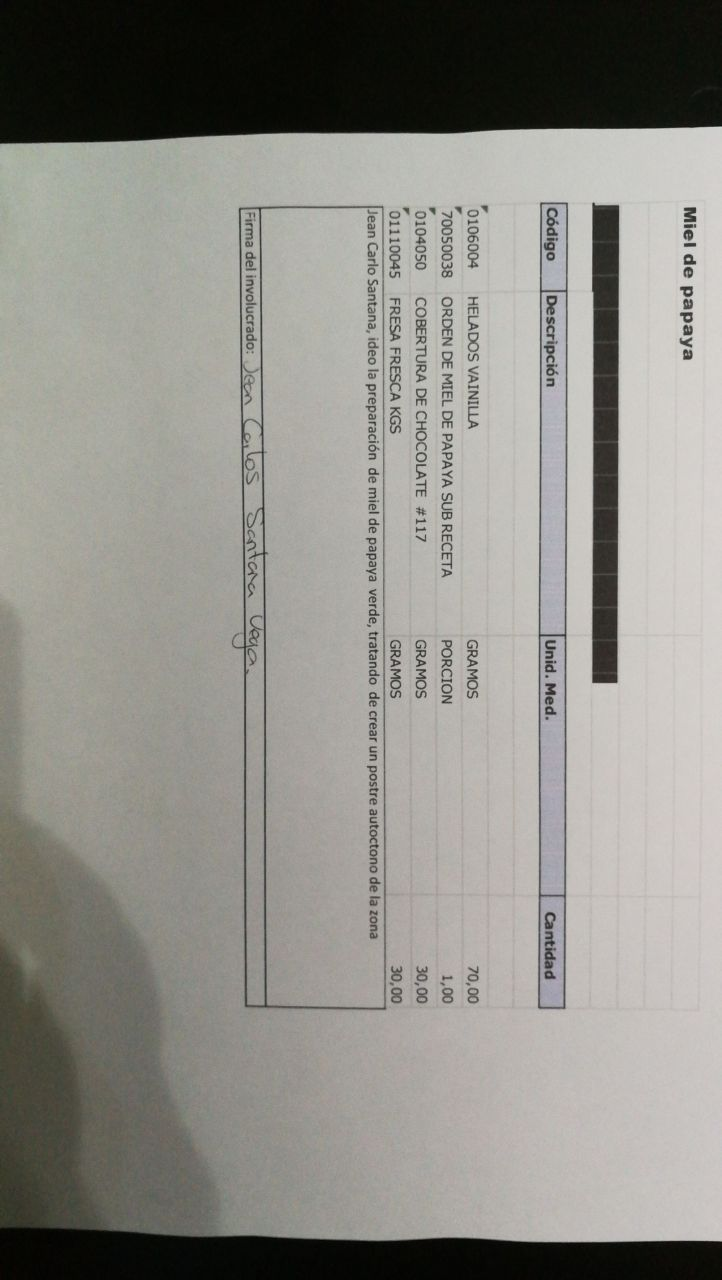 Miel de papaya
Código Descripción Unid. Med. Cantidad
0106004 HELADOS VAINILLA GRAMOS 70,00
70050038 ORDEN DE MIEL DE PAPAYA SUB RECETA PORCION 1,00
0104050 COBERTURA DE CHOCOLATE #117 GRAMOS 30,00
01110045 FRESA FRESCA KGS GRAMOS 30,00
Jean Carlo Santana, ideo la preparación de miel de papaya verde, tratando de crear un postre autoctono de la zona
Firma del involucrado: Jean Carlos Santana Vega.